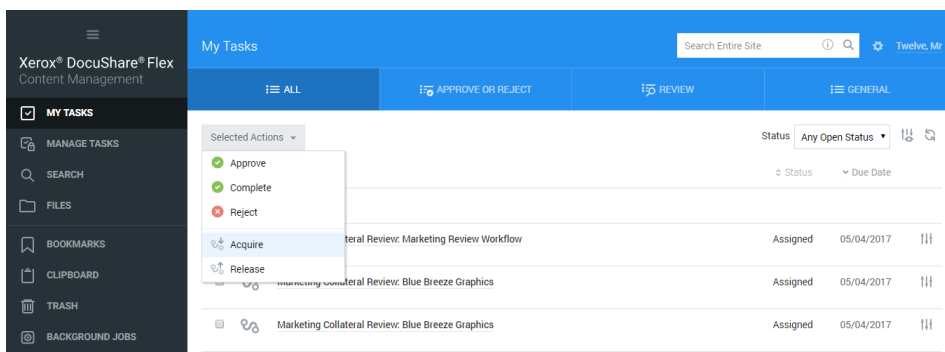 Xerox® DocuShare® Flex
Content Management
MY TASKS
MANAGE TASKS
SEARCH
FILES
BOOKMARKS
CLIPBOARD
TRASH
BACKGROUND JOBS
My Tasks
Search Entire Site
Twelve, Mr
ALL
APPROVE OR REJECT
REVIEW
GENERAL
Selected Actions
Status Any Open Status
Approve
Complete
Reject
Acquire
Release
Status Due Date
teral Review: Marketing Review Workflow Assigned 05/04/2017
Marketing Collateral Review: Blue Breeze Graphics Assigned 05/04/2017
Marketing Collateral Review: Blue Breeze Graphics Assigned 05/04/2017